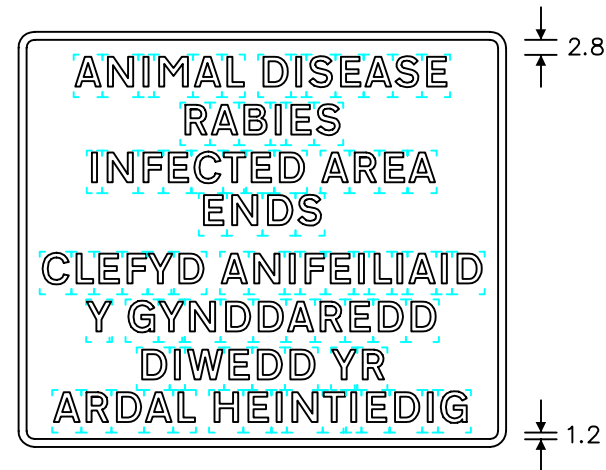 ANIMAL DISEASE
RABIES
INFECTED AREA
ENDS
CLEFYD ANIFEILIAID
Y GYNDDAREDD
DIWEDD YR
ARDAL HEINTIEDIG
2.8
1.2